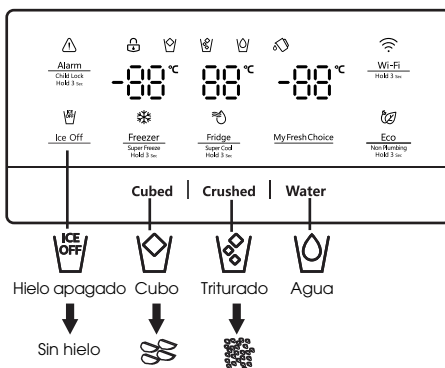 Alarm
Child Lock
Hold 3 Sec
-88 °C
88 °C
-88 °C
Wi-Fi
Hold 3 Sec
ICE OFF
Ice Off
Freezer
Super Freeze
Hold 3 Sec
Fridge
Super Cool
Hold 3 Sec
My Fresh Choice
Eco
Non Plumbing
Hold 3 Sec
Cubed | Crushed | Water
ICE
OFF
Hielo apagado Cubo Triturado Agua
Sin hielo